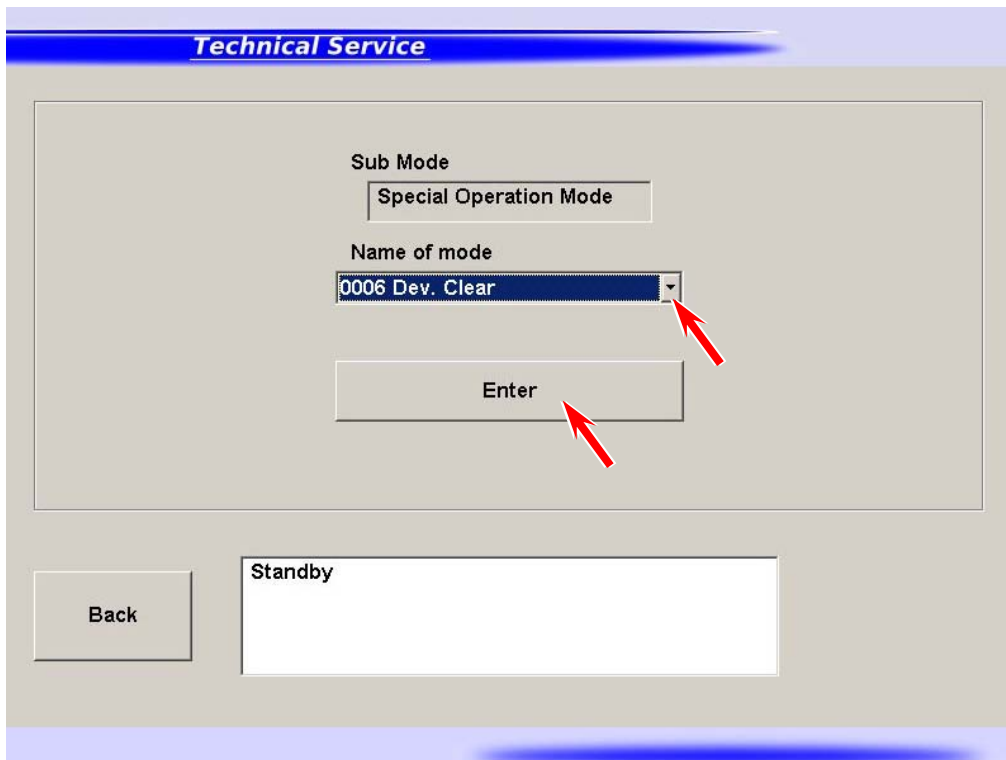 Technical Service
Sub Mode
Special Operation Mode
Name of mode
0006 Dev. Clear
Enter
Standby
Back